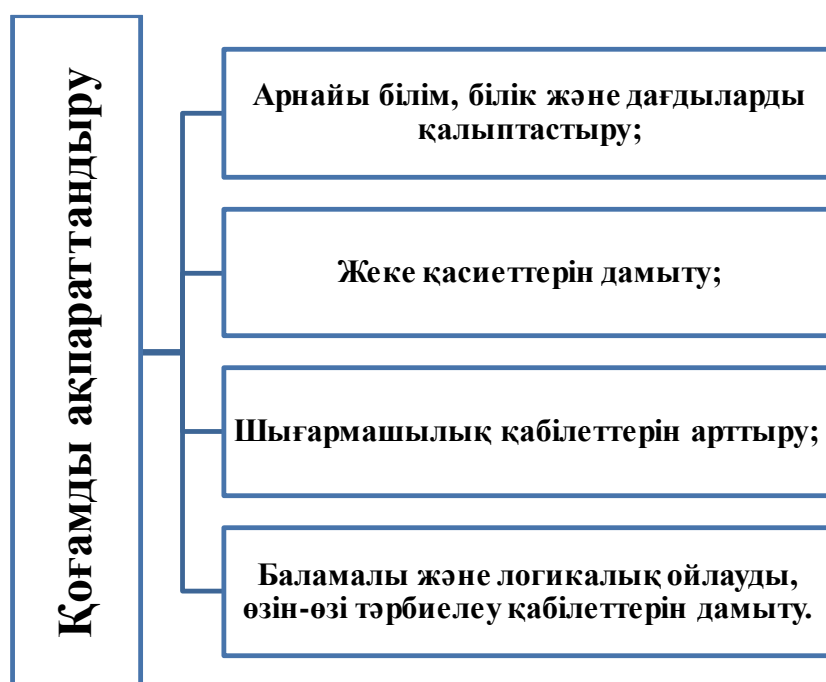 Қоғамды ақпараттандыру
Арнайы білім, білік және дағдыларды
қалыптастыру;
Жеке қасиеттерін дамыту;
Шығармашылық қабілеттерін арттыру;
Баламалы және логикалық ойлауды,
өзін-өзі тәрбиелеу қабілеттерін дамыту.